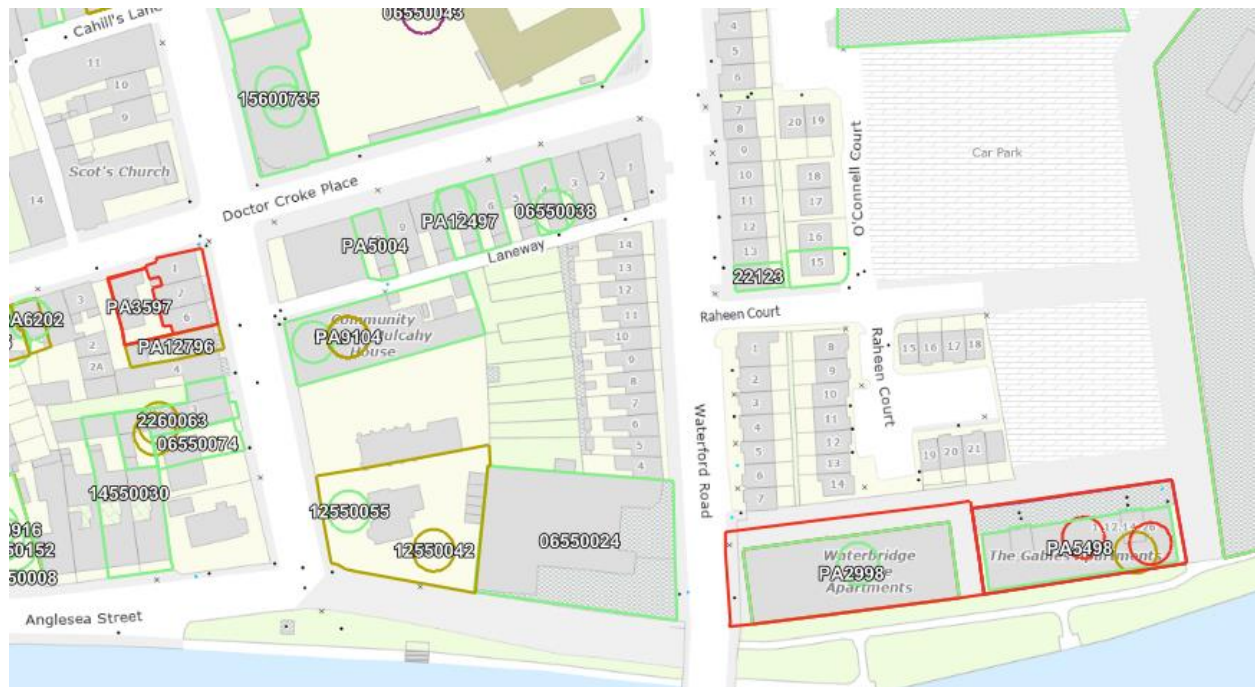 Cahill's Lane
06550043
11
10
9
15600735
Scot's Church
14
Doctor Croke Place
4
5
6
7
8
9
10
11
12
13
20 19
18
17
16
15
O'Connell Court
Car Park
PA5004
9
PA12497
6
5
4
3
2
1
06550038
Laneway
22123
Raheen Court
1
2
6
3
2
2A
4
PA3597
PA6202
PA12796
Community
Mulcahy
House
PA9104
14
13
12
11
10
9
8
7
6
5
4
1
2
3
4
5
6
7
8
9
10
11
12
13
14
Raheen Court
15 16 17 18
19 20 21
Waterford Road
2260063
06550074
14550030
12550055
12550042
06550024
Waterbridge
PA2998
Apartments
The Gables Apartments
PA5498
Anglesea Street